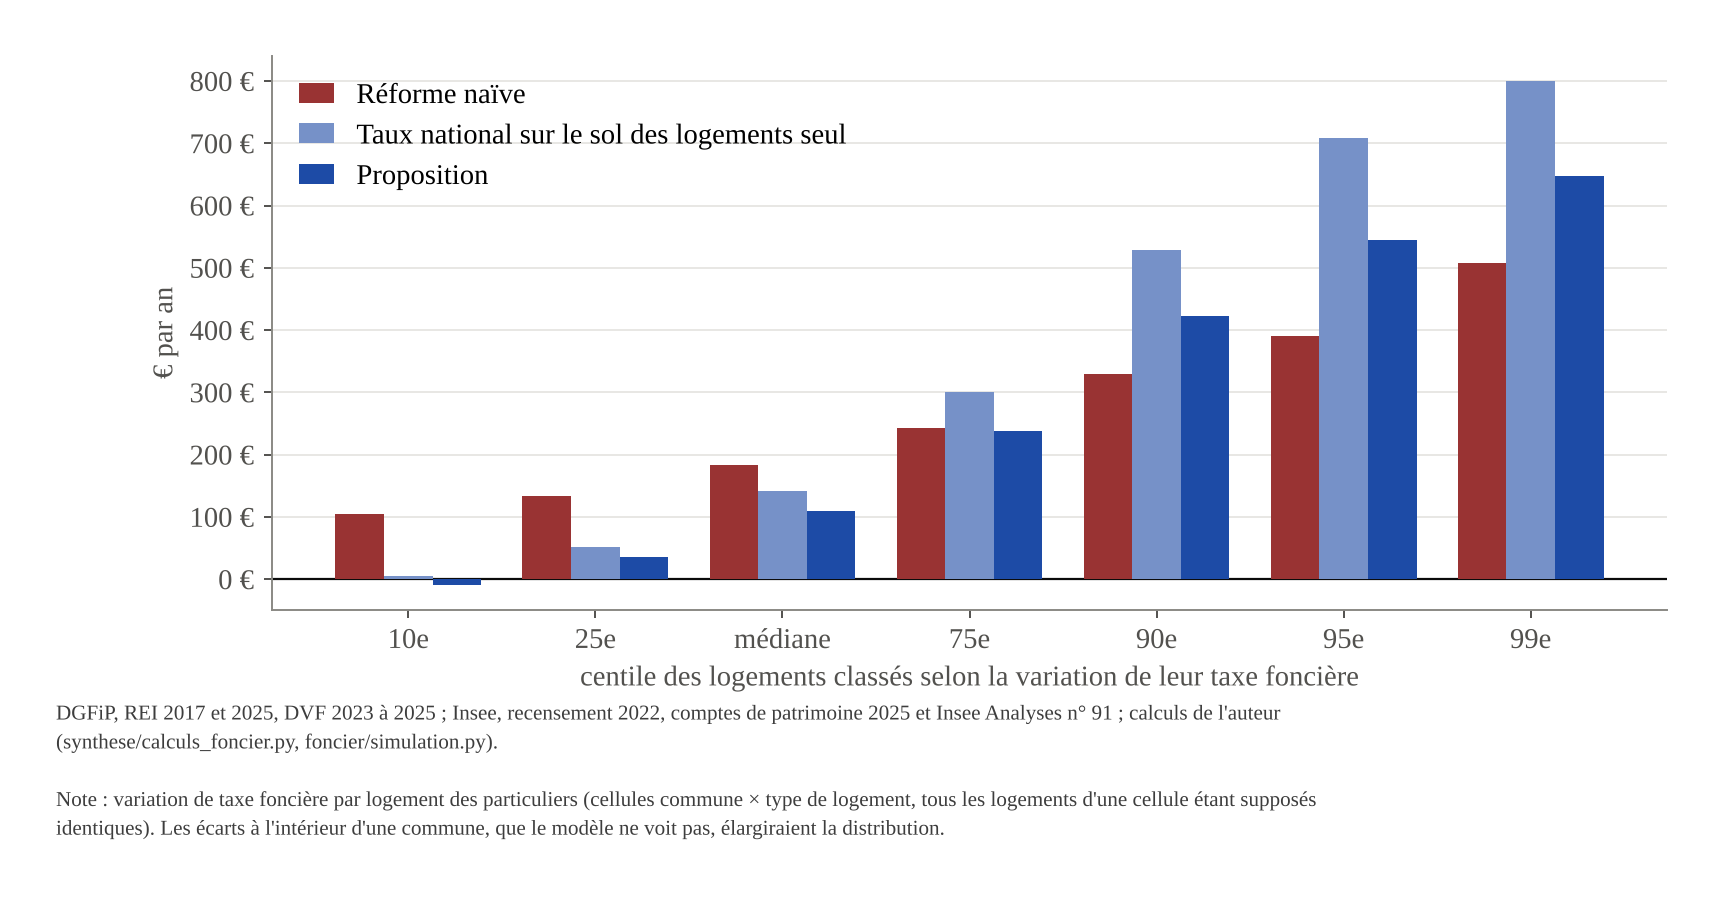 800 €
700 €
600 €
500 €
400 €
300 €
200 €
100 €
0 €
€ par an
Réforme naïve
Taux national sur le sol des logements seul
Proposition
10e
25e
médiane
75e
90e
95e
99e
centile des logements classés selon la variation de leur taxe foncière
DGFiP, REI 2017 et 2025, DVF 2023 à 2025 ; Insee, recensement 2022, comptes de patrimoine 2025 et Insee Analyses n° 91 ; calculs de l'auteur
(synthese/calculs_foncier.py, foncier/simulation.py).
Note : variation de taxe foncière par logement des particuliers (cellules commune × type de logement, tous les logements d'une cellule étant supposés
identiques). Les écarts à l'intérieur d'une commune, que le modèle ne voit pas, élargiraient la distribution.